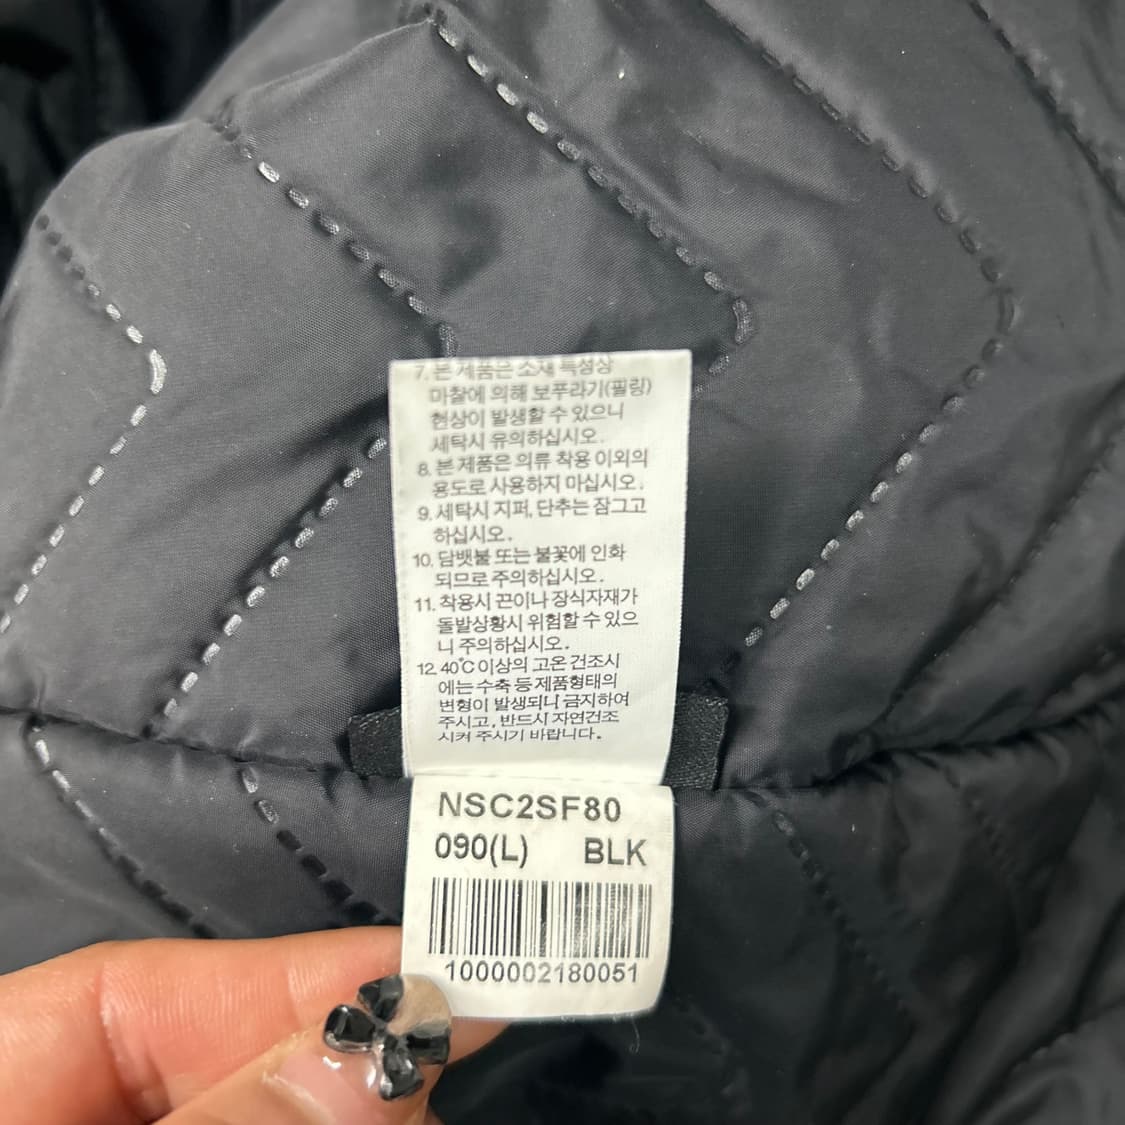 7. 본 제품은 소재 특성상
마찰에 의해 보푸라기(필링)
현상이 발생할 수 있으니
세탁시 유의하십시오.
8. 본 제품은 의류 착용 이외의
용도로 사용하지 마십시오.
9. 세탁시 지퍼, 단추는 잠그고
하십시오.
10. 담뱃불 또는 불꽃에 인화
되므로 주의하십시오.
11. 착용시 끈이나 장식자재가
돌발상황시 위험할 수 있으
니 주의하십시오.
12. 40℃ 이상의 고온 건조시
에는 수축 등 제품형태의
변형이 발생되니 금지하여
주시고, 반드시 자연건조
시켜 주시기 바랍니다.
NSC2SF80
090(L) BLK
1000002180051